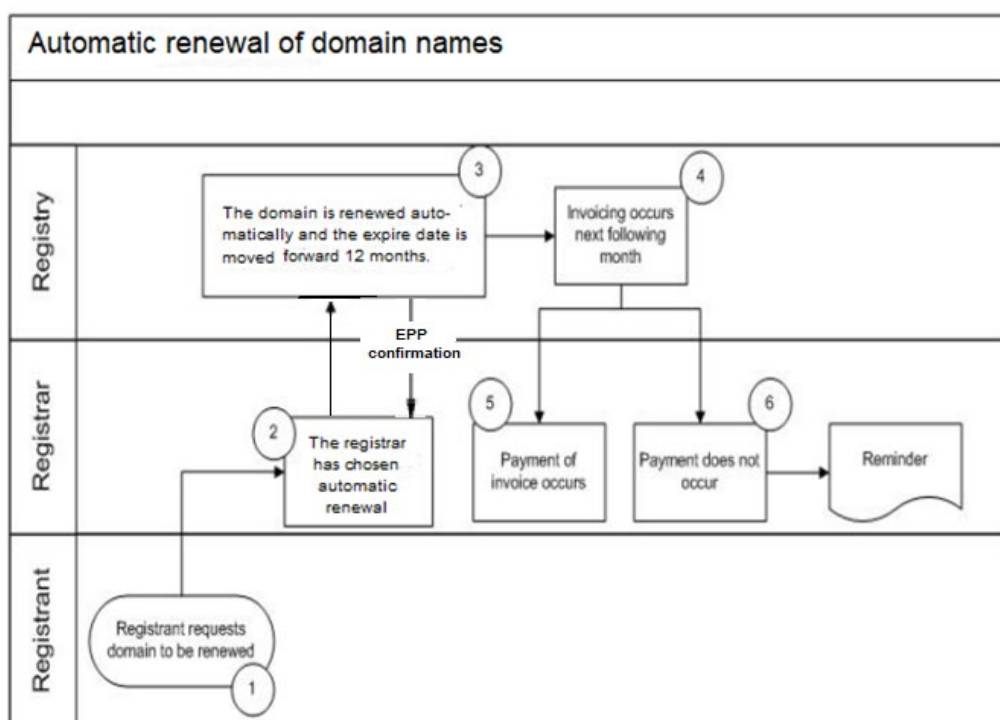 Automatic renewal of domain names
Registry
3
The domain is renewed auto-
matically and the expire date is
moved forward 12 months.
4
Invoicing occurs
next following
month
EPP
confirmation
Registrar
2
The registrar
has chosen
automatic
renewal
5
Payment of
invoice occurs
6
Payment does not
occur
Reminder
Registrant
Registrant requests
domain to be renewed
1